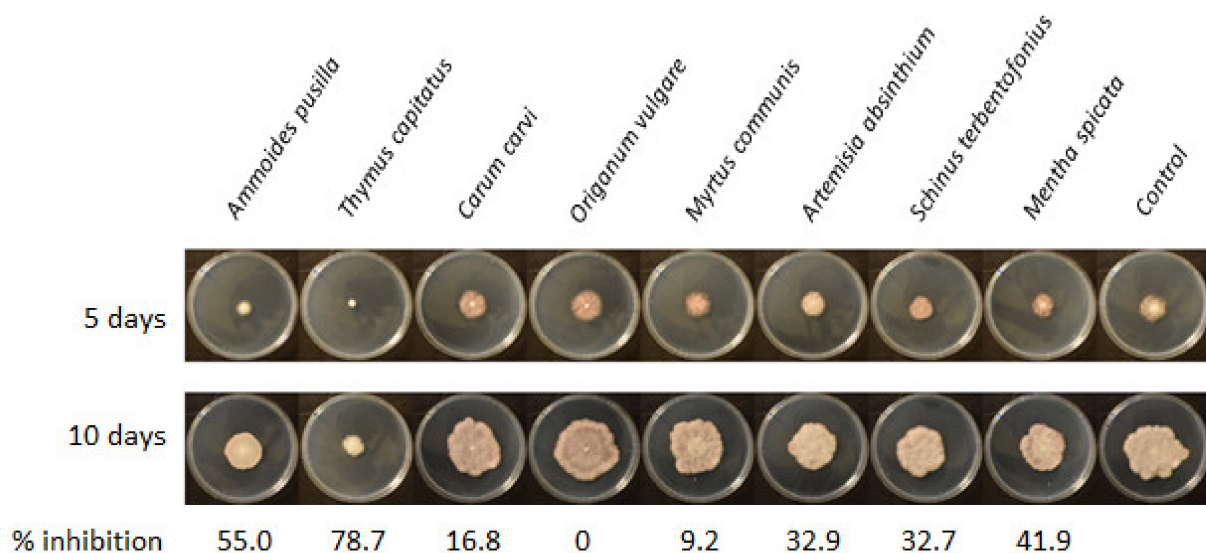 Ammoides pusilla
Thymus capitatus
Carum carvi
Origanum vulgare
Myrtus communis
Artemisia absinthium
Schinus terbentofonius
Mentha spicata
Control
5 days
10 days
% inhibition 55.0 78.7 16.8 0 9.2 32.9 32.7 41.9